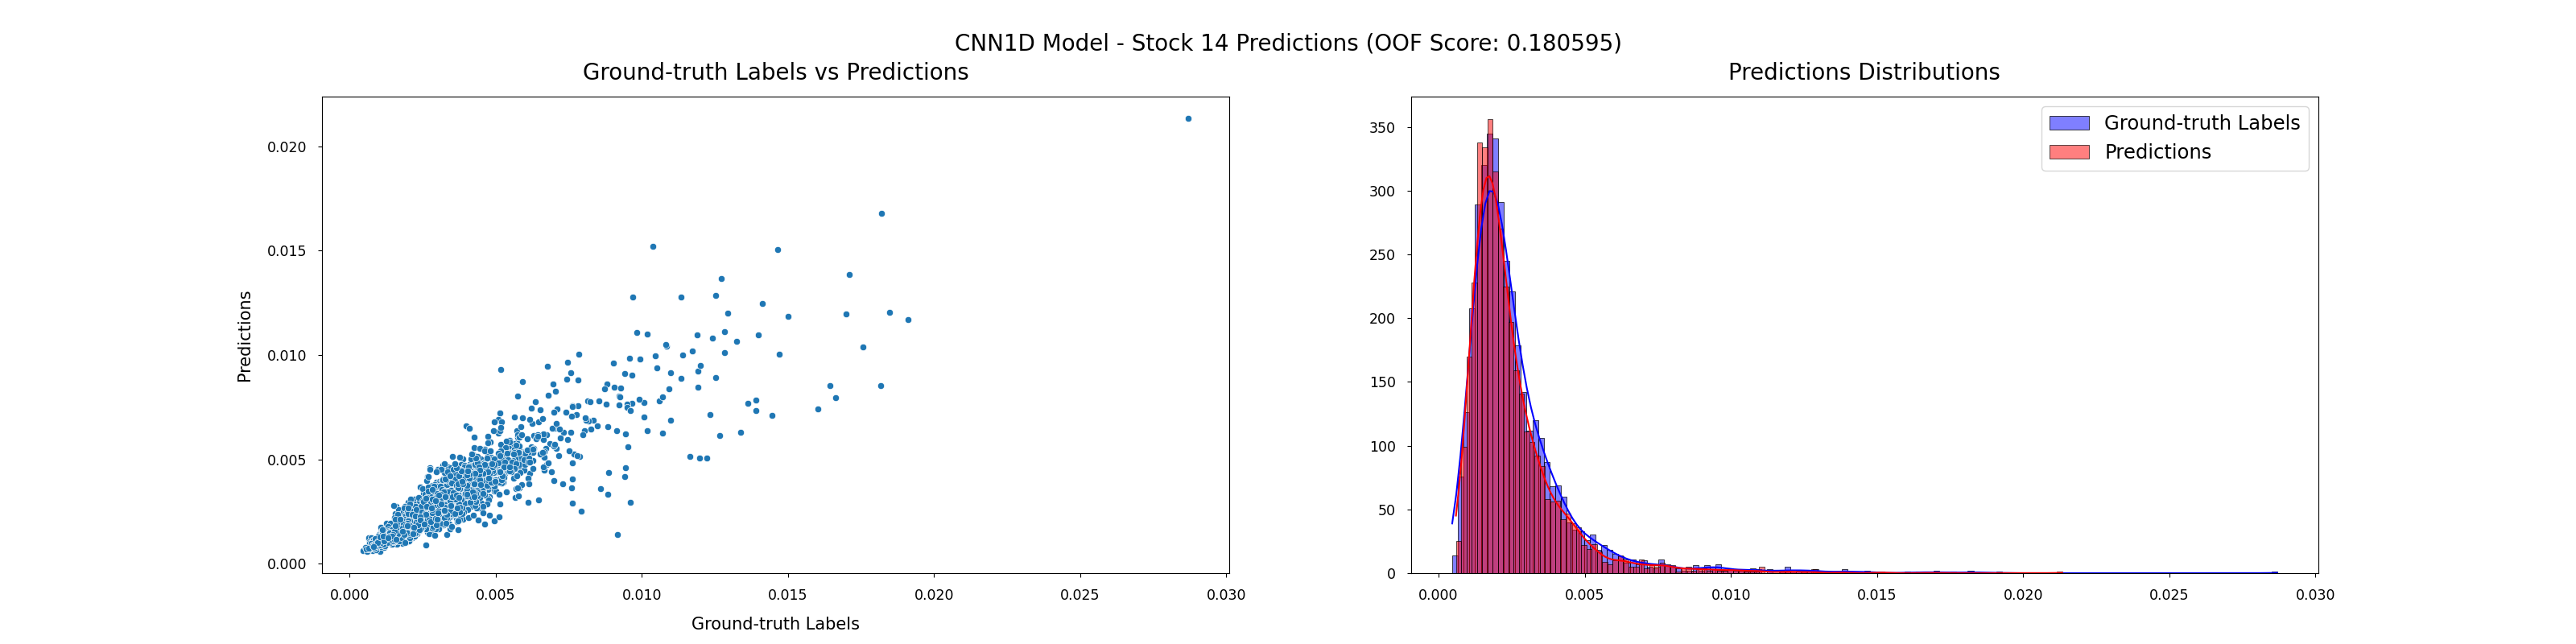 CNN1D Model - Stock 14 Predictions (OOF Score: 0.180595)
Ground-truth Labels vs Predictions
Predictions
0.020
0.015
0.010
0.005
0.000
0.000 0.005 0.010 0.015 0.020 0.025 0.030
Ground-truth Labels
Predictions Distributions
Ground-truth Labels
Predictions
350
300
250
200
150
100
50
0
0.000 0.005 0.010 0.015 0.020 0.025 0.030